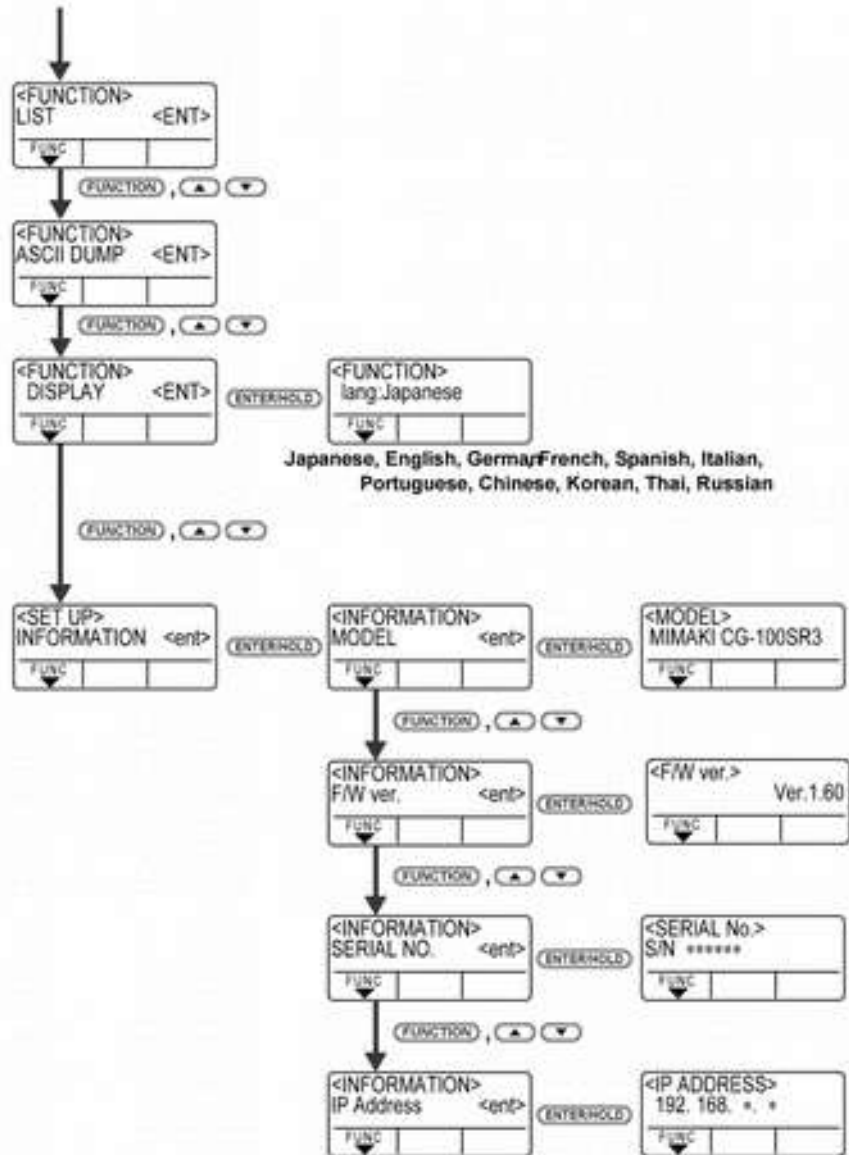 <FUNCTION>
LIST <ENT>
FUNC
FUNCTION , ▲ ▼
<FUNCTION>
ASCII DUMP <ENT>
FUNC
FUNCTION , ▲ ▼
<FUNCTION>
DISPLAY <ENT>
FUNC
ENTER/HOLD
<FUNCTION>
lang:Japanese
FUNC
Japanese, English, German,French, Spanish, Italian,
Portuguese, Chinese, Korean, Thai, Russian
FUNCTION , ▲ ▼
<SET UP>
INFORMATION <ent>
FUNC
ENTER/HOLD
<INFORMATION>
MODEL <ent>
FUNC
ENTER/HOLD
<MODEL>
MIMAKI CG-100SR3
FUNC
FUNCTION , ▲ ▼
<INFORMATION>
F/W ver. <ent>
FUNC
ENTER/HOLD
<F/W ver.>
Ver.1.60
FUNC
FUNCTION , ▲ ▼
<INFORMATION>
SERIAL NO. <ent>
FUNC
ENTER/HOLD
<SERIAL No.>
S/N ******
FUNC
FUNCTION , ▲ ▼
<INFORMATION>
IP Address <ent>
FUNC
ENTER/HOLD
<IP ADDRESS>
192. 168. *. *
FUNC